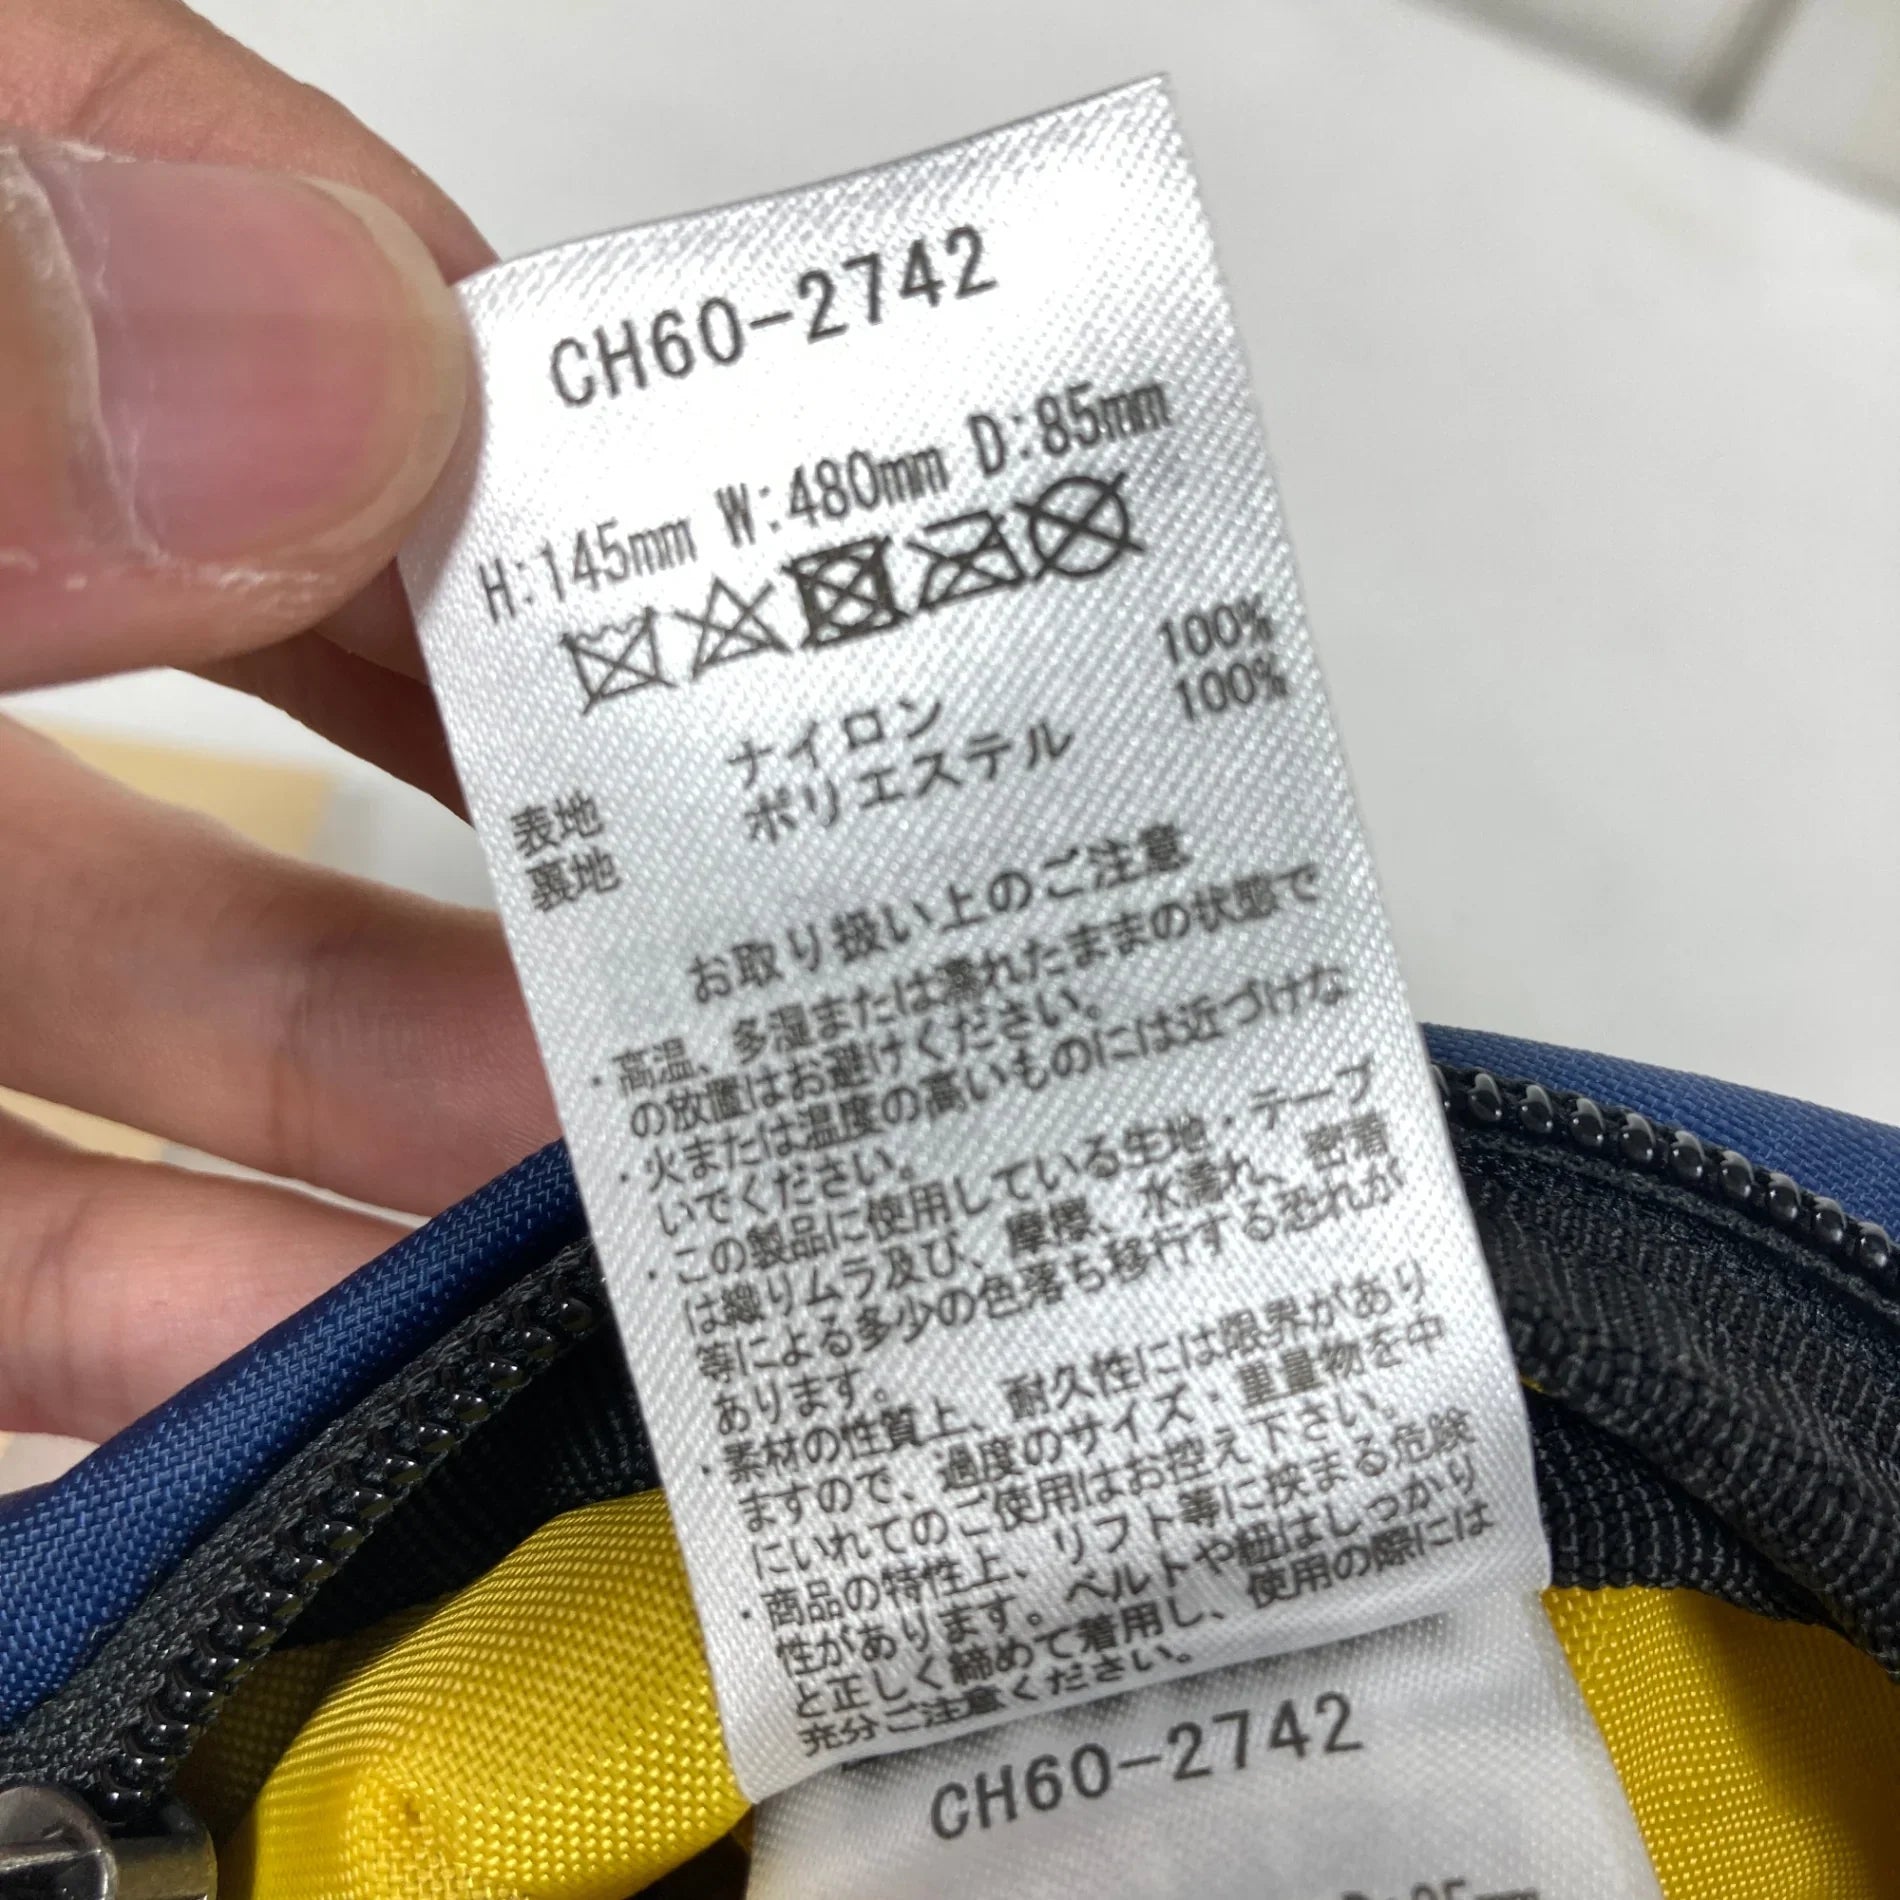 CH60-2742
H:145mm W:480mm D:85mm
表地 ナイロン 100%
裏地 ポリエステル 100%
お取り扱い上のご注意
・高温、多湿または濡れたままの状態で
の放置はお避けください。
・火または温度の高いものには近づけな
いでください。
・この製品に使用している生地・テープ
は織りムラ及び、摩擦、水濡れ、密着
等による多少の色落ち移行する恐れが
あります。
・素材の性質上、耐久性には限界があり
ますので、過度のサイズ・重量物を中
にいれてのご使用はお控え下さい。
・商品の特性上、リフト等に挟まる危険
性があります。ベルトや紐はしっかり
と正しく締めて着用し、使用の際には
充分ご注意ください。
CH60-2742